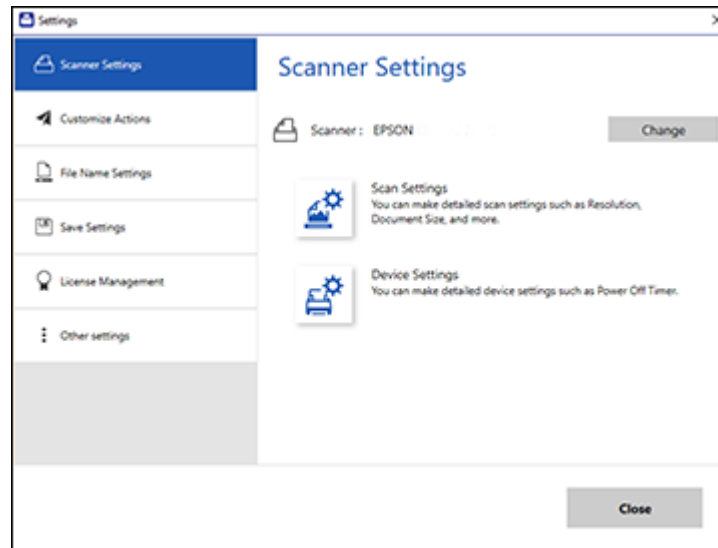 Settings
Scanner Settings
Customize Actions
File Name Settings
Save Settings
License Management
Other settings
Scanner Settings
Scanner : EPSON
Change
Scan Settings
You can make detailed scan settings such as Resolution,
Document Size, and more.
Device Settings
You can make detailed device settings such as Power Off Timer.
Close